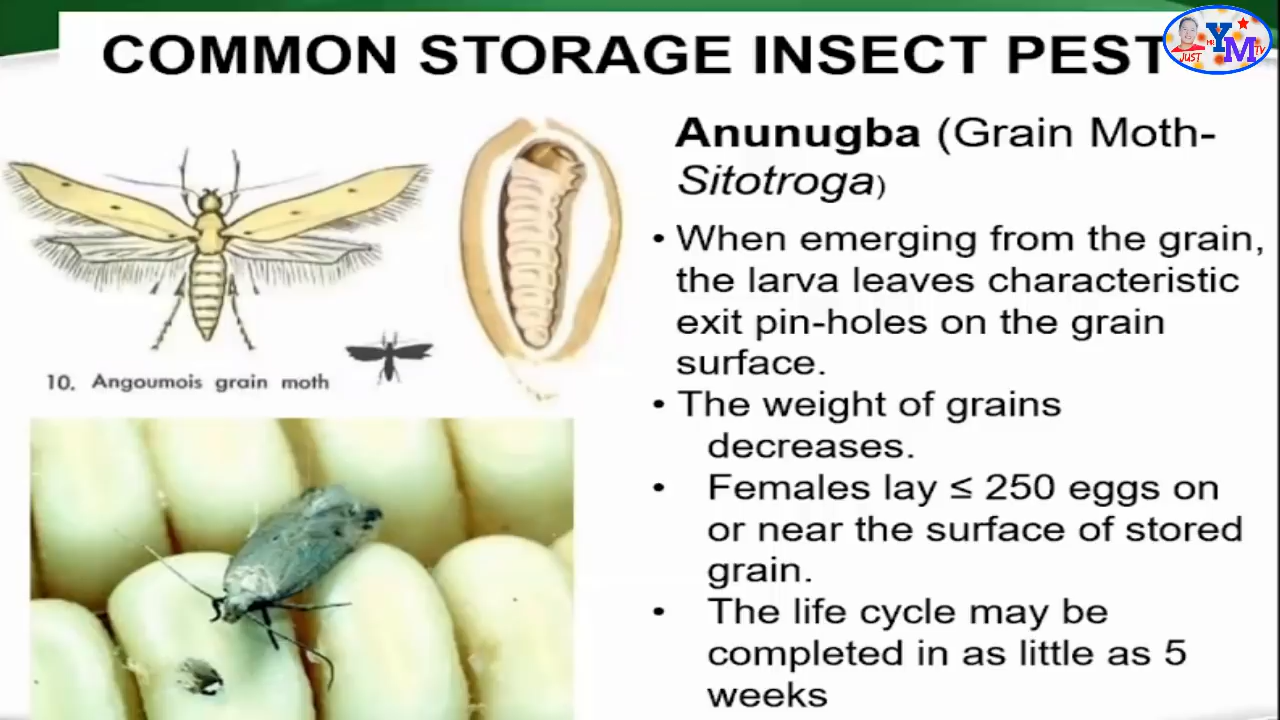 COMMON STORAGE INSECT PEST
JUST
MR
YM
TV
Anunugba (Grain Moth-
Sitotroga)
• When emerging from the grain,
the larva leaves characteristic
exit pin-holes on the grain
surface.
• The weight of grains
decreases.
• Females lay ≤ 250 eggs on
or near the surface of stored
grain.
• The life cycle may be
completed in as little as 5
weeks
10. Angoumois grain moth